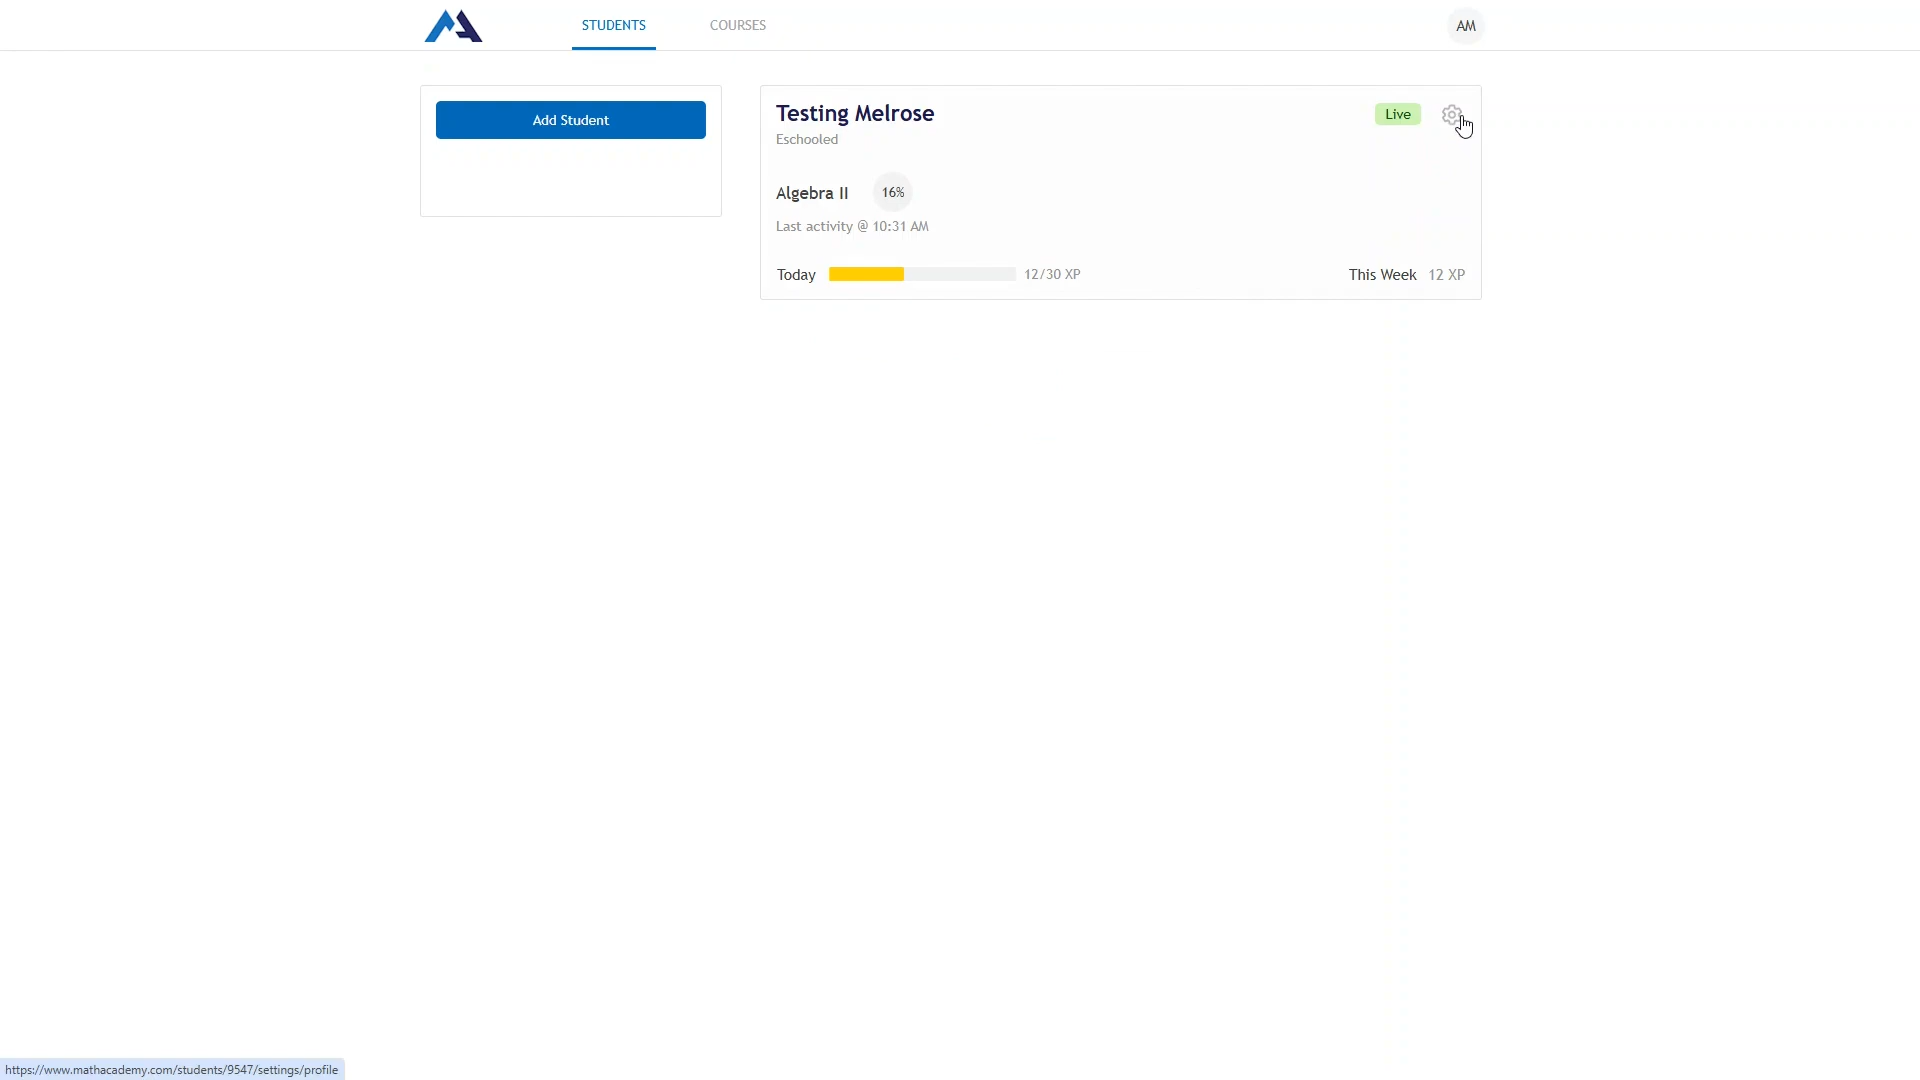 STUDENTS COURSES AM
Add Student
Testing Melrose
Live
Eschooled
Algebra II 16%
Last activity @ 10:31 AM
Today 12/30 XP This Week 12 XP
https://www.mathacademy.com/students/9547/settings/profile